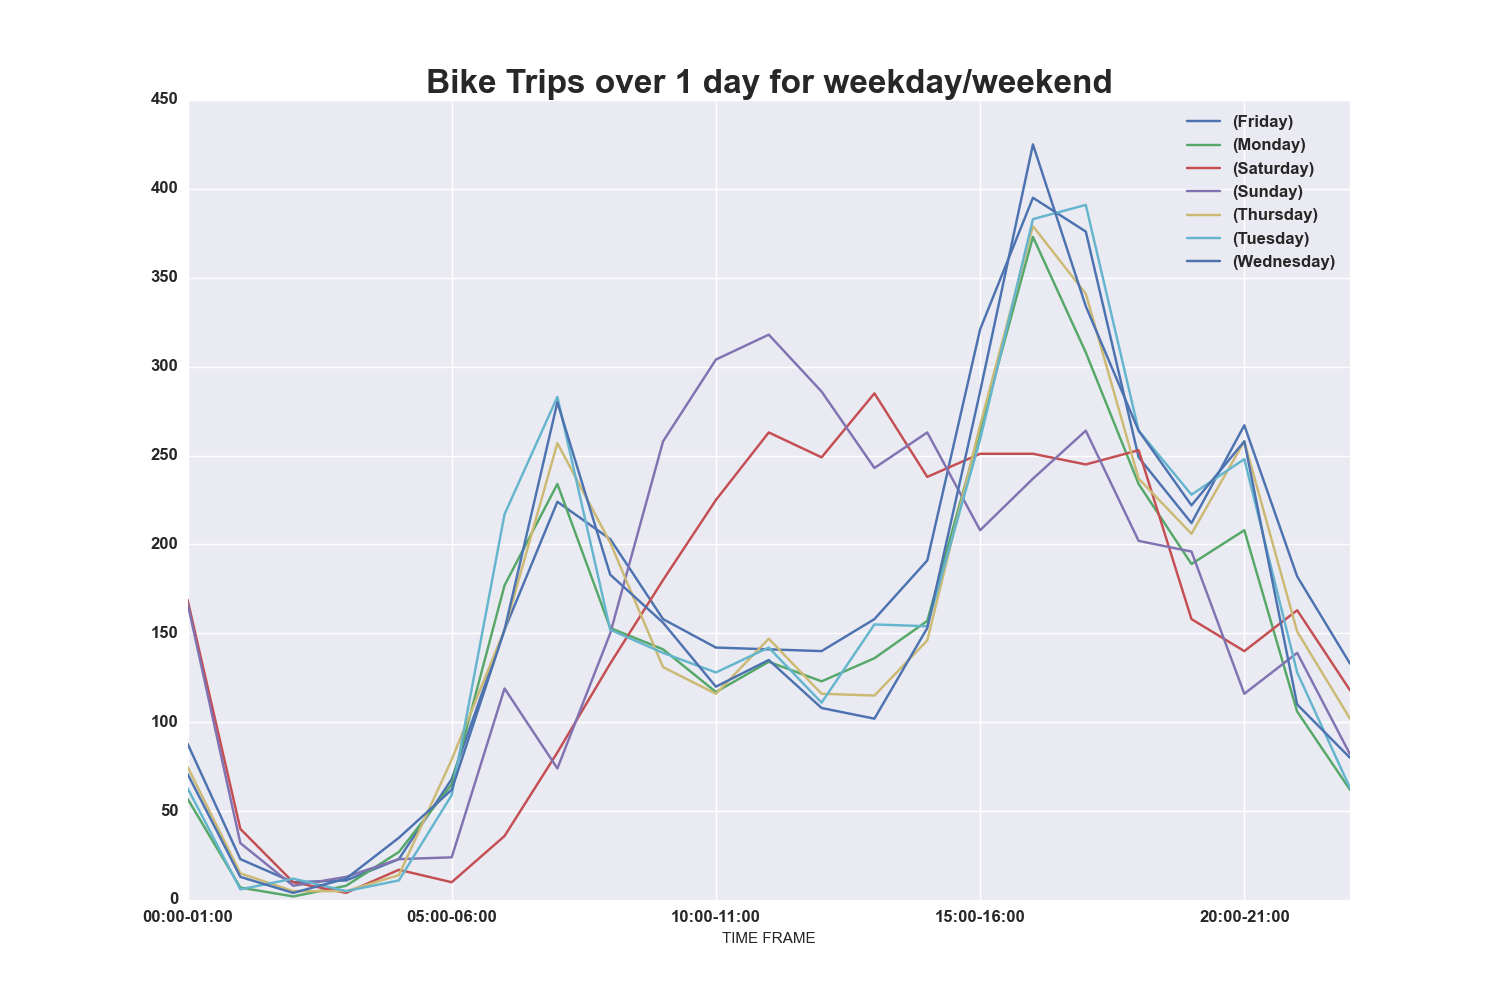 Bike Trips over 1 day for weekday/weekend
450
400
350
300
250
200
150
100
50
0
(Friday)
(Monday)
(Saturday)
(Sunday)
(Thursday)
(Tuesday)
(Wednesday)
00:00-01:00 05:00-06:00 10:00-11:00 15:00-16:00 20:00-21:00
TIME FRAME